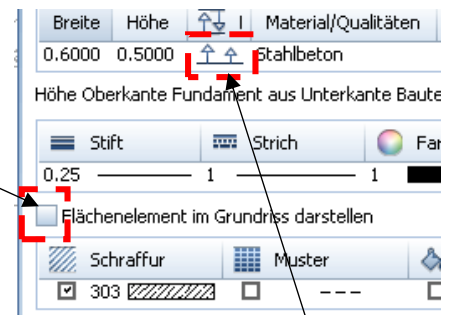 Breite Höhe I Material/Qualitäten
0.6000 0.5000 Stahlbeton
Höhe Oberkante Fundament aus Unterkante Baute
Stift Strich Far
0.25 1 1
Flächenelement im Grundriss darstellen
Schraffur Muster
303 ---